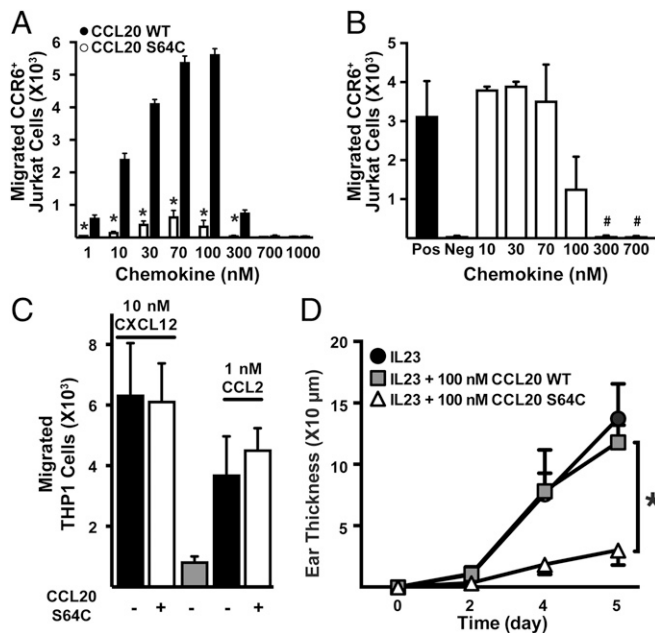 A
CCL20 WT
CCL20 S64C
Migrated CCR6+
Jurkat Cells (X10³)
6
5
4
3
2
1
* * * * * *
1 10 30 70 100 300 700 1000
Chemokine (nM)
B
Migrated CCR6+
Jurkat Cells (X10³)
5
4
3
2
1
# #
Pos Neg 10 30 70 100 300 700
Chemokine (nM)
C
Migrated
THP1 Cells (X10³)
8
6
4
2
10 nM
CXCL12
1 nM
CCL2
CCL20
S64C
- + - - +
D
IL23
IL23 + 100 nM CCL20 WT
IL23 + 100 nM CCL20 S64C
Ear Thickness (X10 µm)
20
15
10
5
*
0 2 4 5
Time (day)